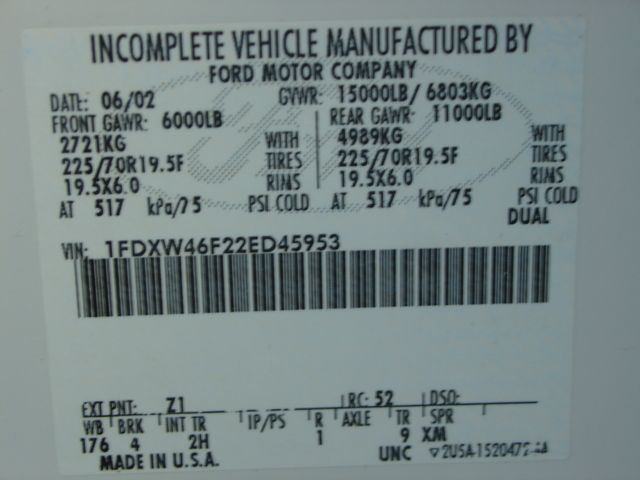 INCOMPLETE VEHICLE MANUFACTURED BY
FORD MOTOR COMPANY
DATE: 06/02 GVWR: 15000LB/ 6803KG
FRONT GAWR: 6000LB REAR GAWR: 11000LB
2721KG WITH 4989KG WITH
225/70R19.5F TIRES 225/70R19.5F TIRES
19.5X6.0 RIMS 19.5X6.0 RIMS
AT 517 kPa/75 PSI COLD AT 517 kPa/75 PSI COLD
DUAL
VIN: 1FDXW46F22ED45953
EXT PNT: Z1 RC: 52 DSO:
WB BRK INT TR TP/PS R AXLE TR SPR
176 4 2H 1 9 XM
MADE IN U.S.A. UNC